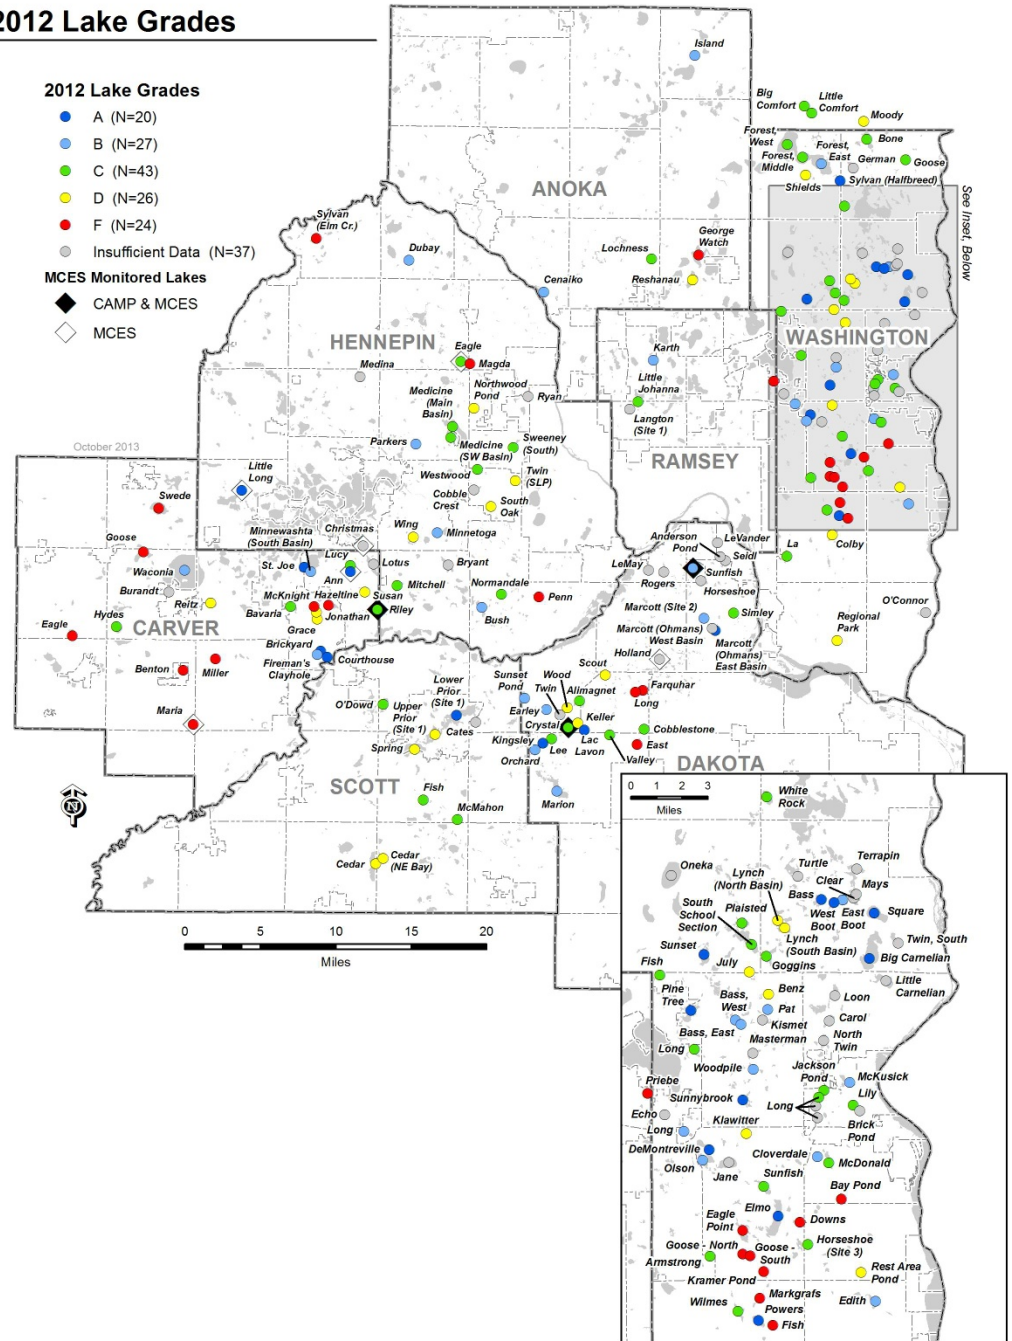 2012 Lake Grades
2012 Lake Grades
A (N=20)
B (N=27)
C (N=43)
D (N=26)
F (N=24)
Insufficient Data (N=37)
MCES Monitored Lakes
CAMP & MCES
MCES
Island
Big
Comfort
Little
Comfort
Moody
Forest,
West
Bone
Forest,
East
Forest,
Middle
German
Goose
Shields
Sylvan (Halfbreed)
See Inset, Below
ANOKA
Sylvan
(Elm Cr.)
Dubay
Lochness
George
Watch
Reshanau
Cenaiko
HENNEPIN
WASHINGTON
Eagle
Magda
Medina
Karth
Little
Johanna
Northwood
Pond
Ryan
Medicine
(Main
Basin)
Langton
(Site 1)
Parkers
Medicine
(SW Basin)
Sweeney
(South)
October 2013
RAMSEY
Little
Long
Westwood
Twin
(SLP)
Cobble
Crest
South
Oak
Swede
Christmas
Wing
Minnetoga
Minnewashta
(South Basin)
Goose
Lucy
Anderson
Pond
LeVander
Seidl
La
Colby
St. Joe
Lotus
Bryant
LeMay
Rogers
Sunfish
Horseshoe
Waconia
Ann
Burandt
Mitchell
Normandale
Reitz
McKnight
Hazeltine
Susan
Penn
Bavaria
Jonathan
Riley
Bush
Marcott (Site 2)
Simley
O'Connor
Hydes
CARVER
Grace
Marcott (Ohmans)
West Basin
Marcott
(Ohmans)
East Basin
Regional
Park
Eagle
Brickyard
Courthouse
Fireman's
Clayhole
Holland
Benton
Miller
Scout
Maria
O'Dowd
Upper
Prior
(Site 1)
Lower
Prior
(Site 1)
Sunset
Pond
Twin
Wood
Alimagnet
Farquhar
Long
Earley
Keller
Crystal
Cates
Spring
Kingsley
Lee
Lac
Lavon
Cobblestone
East
Orchard
Valley
SCOTT
DAKOTA
Marion
Fish
McMahon
Cedar
Cedar
(NE Bay)
N
0 5 10 15 20
Miles
0 1 2 3
Miles
White
Rock
Oneka
Turtle
Terrapin
Lynch
(North Basin)
Clear
Mays
Bass
West
Boot
East
Boot
Square
South
School
Section
Plaisted
Lynch
(South Basin)
Twin, South
Sunset
July
Goggins
Big Carnelian
Fish
Little
Carnelian
Pine
Tree
Benz
Loon
Bass,
West
Pat
Carol
Bass, East
Kismet
North
Twin
Long
Masterman
Woodpile
Jackson
Pond
McKusick
Priebe
Sunnybrook
Long
Lily
Echo
Klawitter
Brick
Pond
Long
DeMontreville
Cloverdale
McDonald
Olson
Jane
Sunfish
Bay Pond
Elmo
Downs
Eagle
Point
Horseshoe
(Site 3)
Goose - North
Goose -
South
Armstrong
Rest Area
Pond
Kramer Pond
Markgrafs
Wilmes
Powers
Edith
Fish